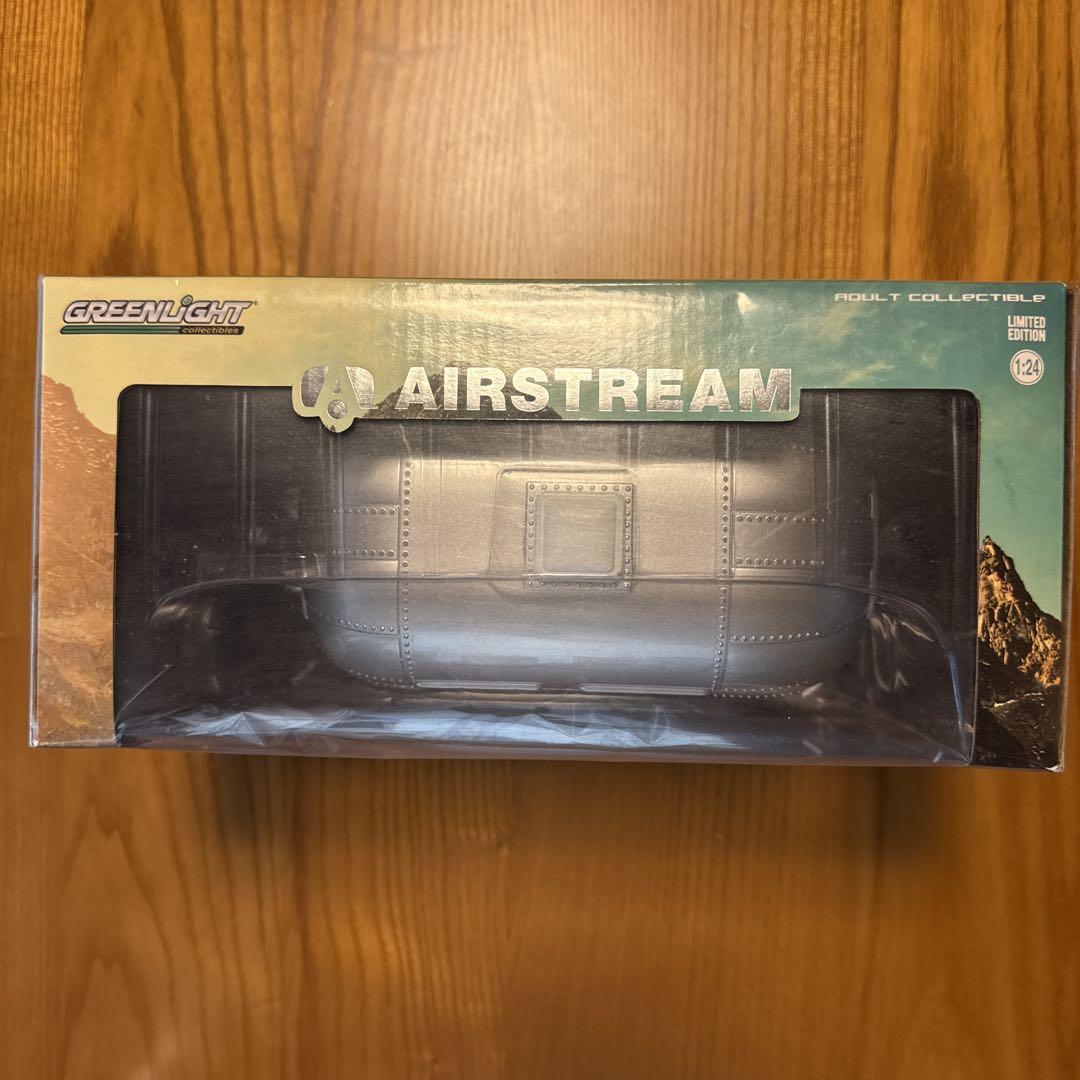 GREENLiGHT
collectibles
ADULT COLLECTIBLE
LIMITED
EDITION
1:24
A AIRSTREAM